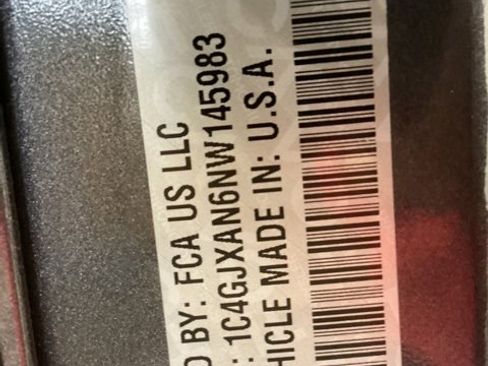 D BY: FCA US LLC
: 1C4GJXAN6NW145983
HICLE MADE IN: U.S.A.